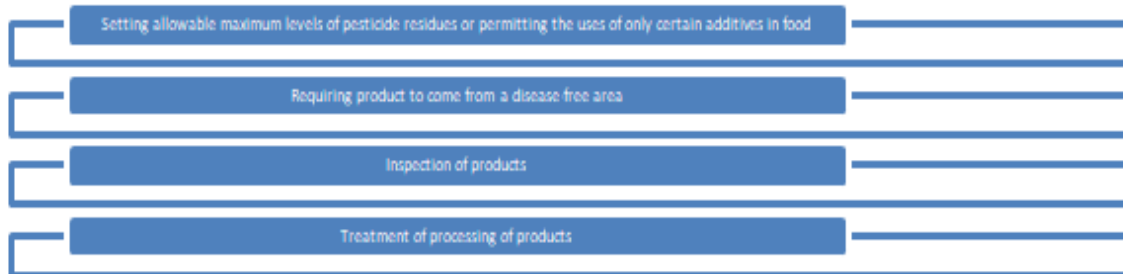 Setting allowable maximum levels of pesticide residues or permitting the uses of only certain additives in food
Requiring product to come from a disease free area
Inspection of products
Treatment of processing of products